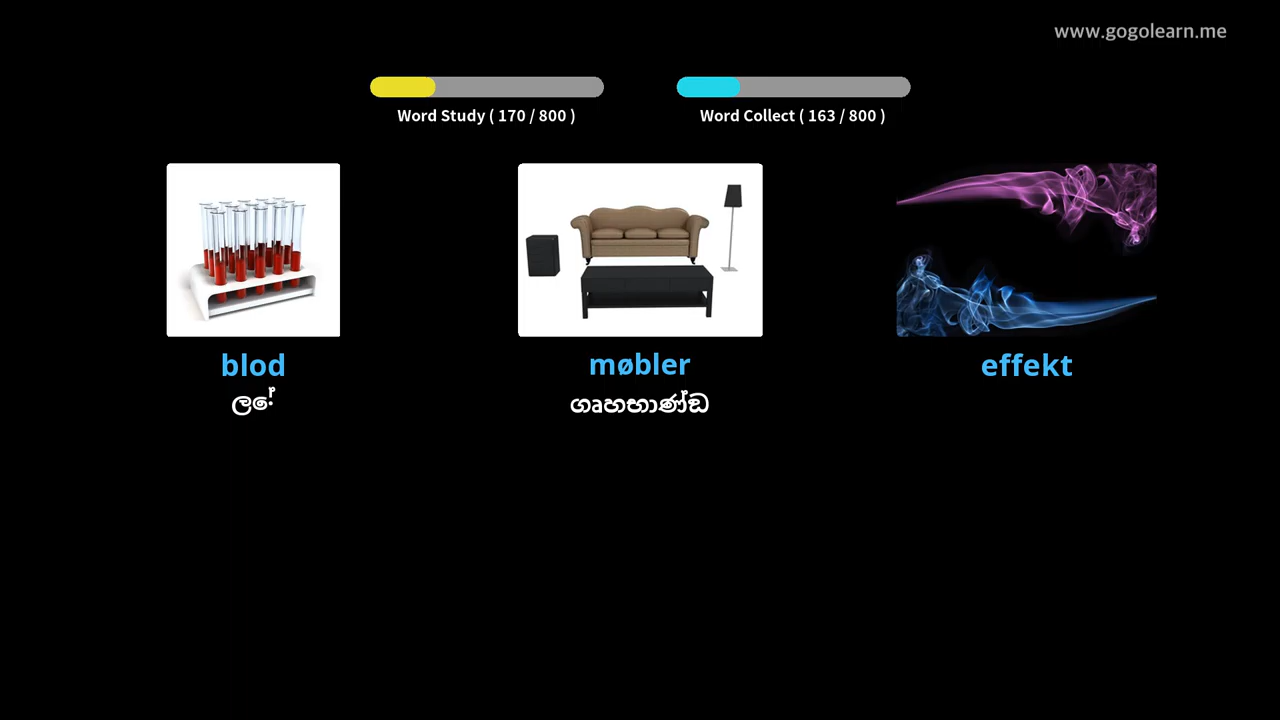 www.gogolearn.me
Word Study ( 170 / 800 )
Word Collect ( 163 / 800 )
blod
møbler
effekt
ලේ
ගෘහභාණ්ඞ